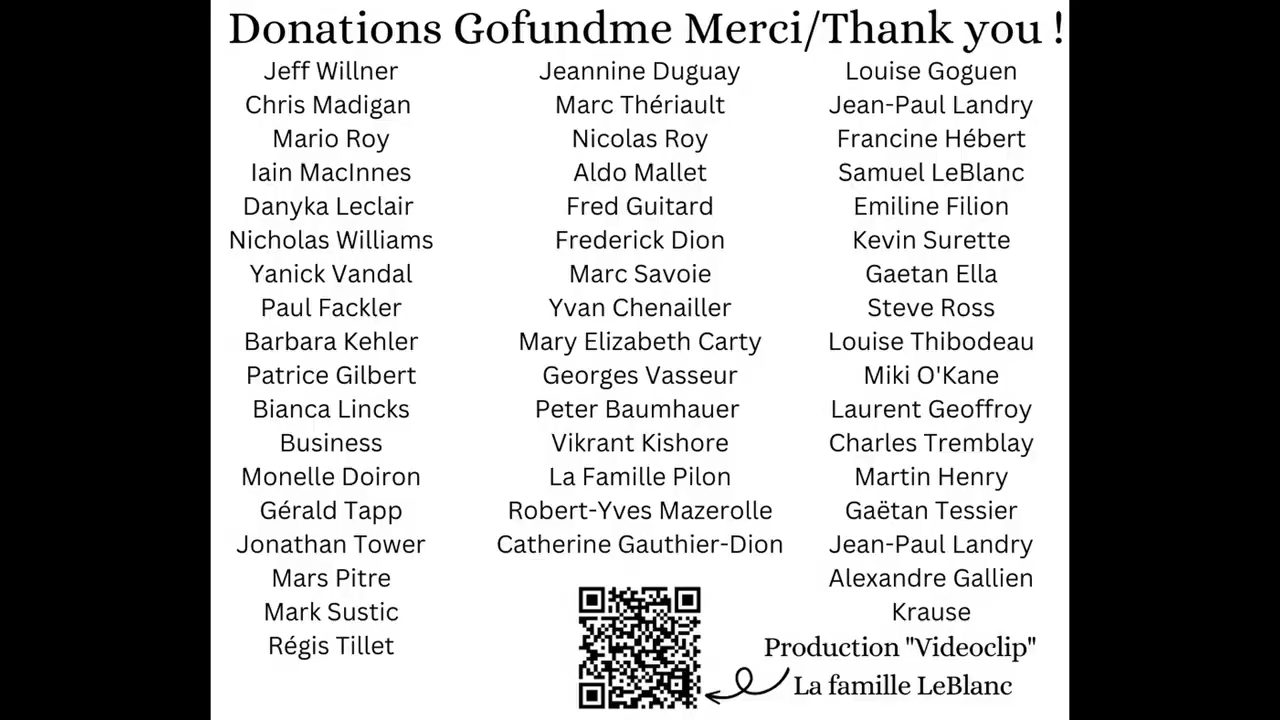 Donations Gofundme Merci/Thank you !
Jeff Willner
Chris Madigan
Mario Roy
Iain MacInnes
Danyka Leclair
Nicholas Williams
Yanick Vandal
Paul Fackler
Barbara Kehler
Patrice Gilbert
Bianca Lincks
Business
Monelle Doiron
Gérald Tapp
Jonathan Tower
Mars Pitre
Mark Sustic
Régis Tillet
Jeannine Duguay
Marc Thériault
Nicolas Roy
Aldo Mallet
Fred Guitard
Frederick Dion
Marc Savoie
Yvan Chenailler
Mary Elizabeth Carty
Georges Vasseur
Peter Baumhauer
Vikrant Kishore
La Famille Pilon
Robert-Yves Mazerolle
Catherine Gauthier-Dion
Louise Goguen
Jean-Paul Landry
Francine Hébert
Samuel LeBlanc
Emiline Filion
Kevin Surette
Gaetan Ella
Steve Ross
Louise Thibodeau
Miki O'Kane
Laurent Geoffroy
Charles Tremblay
Martin Henry
Gaëtan Tessier
Jean-Paul Landry
Alexandre Gallien
Krause
Production "Videoclip"
La famille LeBlanc